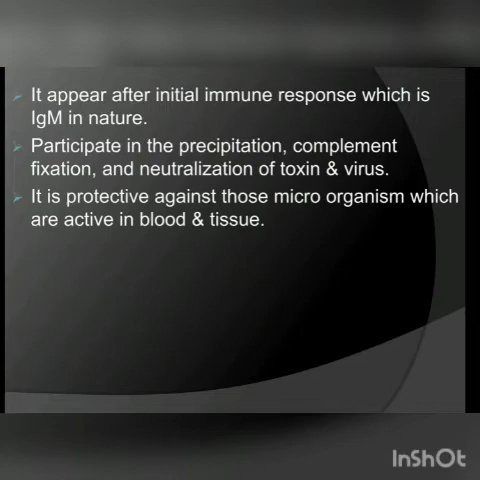 It appear after initial immune response which is
IgM in nature.
Participate in the precipitation, complement
fixation, and neutralization of toxin & virus.
It is protective against those micro organism which
are active in blood & tissue.
InShOt